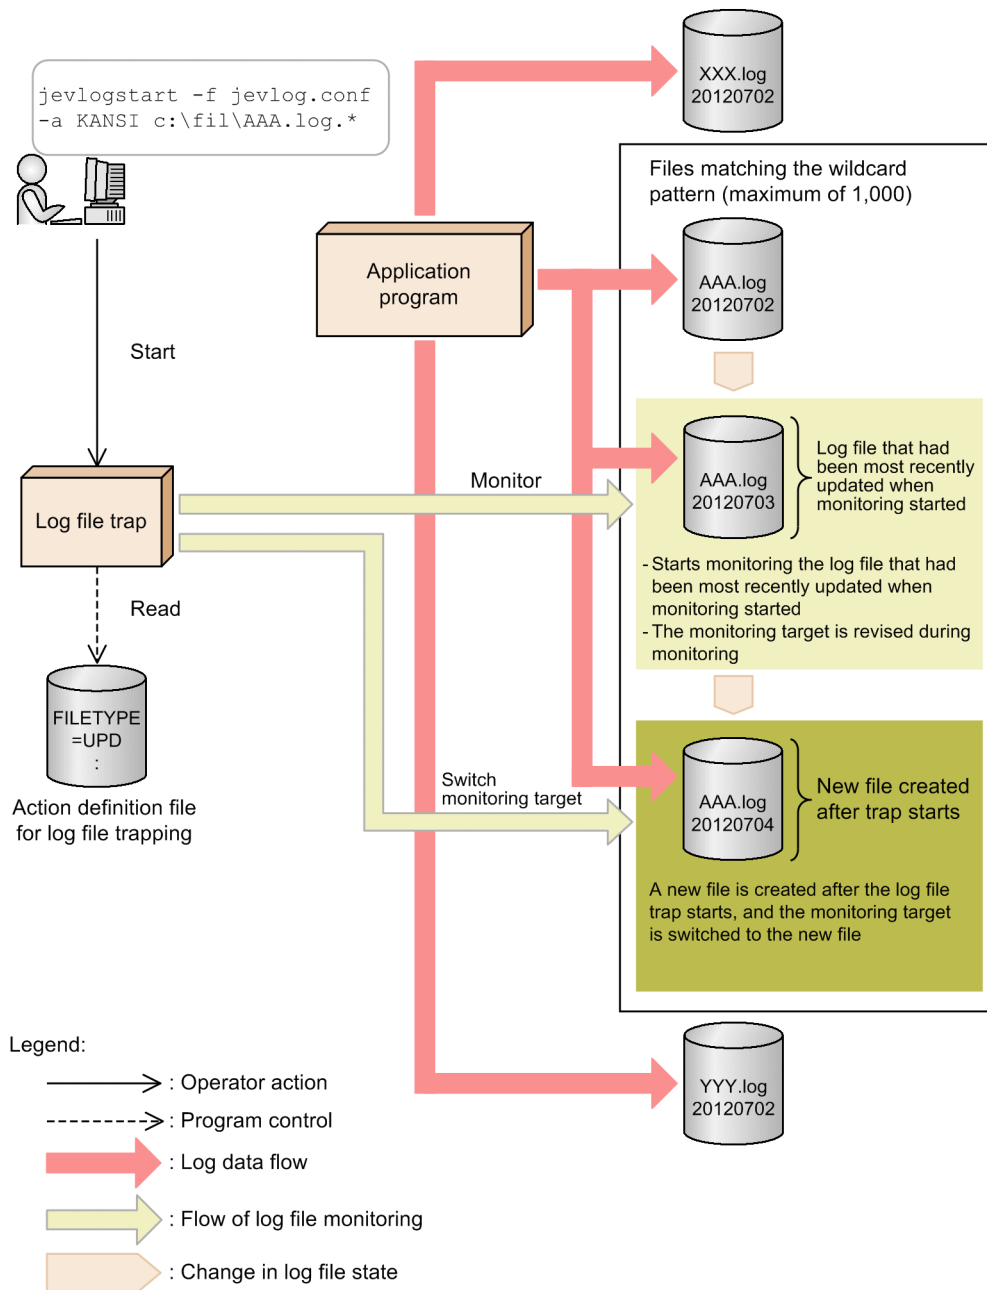 jevlogstart -f jevlog.conf
-a KANSI c:\fil\AAA.log.*
XXX.log
20120702
Files matching the wildcard
pattern (maximum of 1,000)
Application
program
AAA.log
20120702
Start
Log file trap
Monitor
AAA.log
20120703
Log file that had
been most recently
updated when
monitoring started
- Starts monitoring the log file that had
been most recently updated when
monitoring started
- The monitoring target is revised during
monitoring
Read
FILETYPE
=UPD
:
Action definition file
for log file trapping
Switch
monitoring target
AAA.log
20120704
New file created
after trap starts
A new file is created after the log file
trap starts, and the monitoring target
is switched to the new file
YYY.log
20120702
Legend:
: Operator action
: Program control
: Log data flow
: Flow of log file monitoring
: Change in log file state